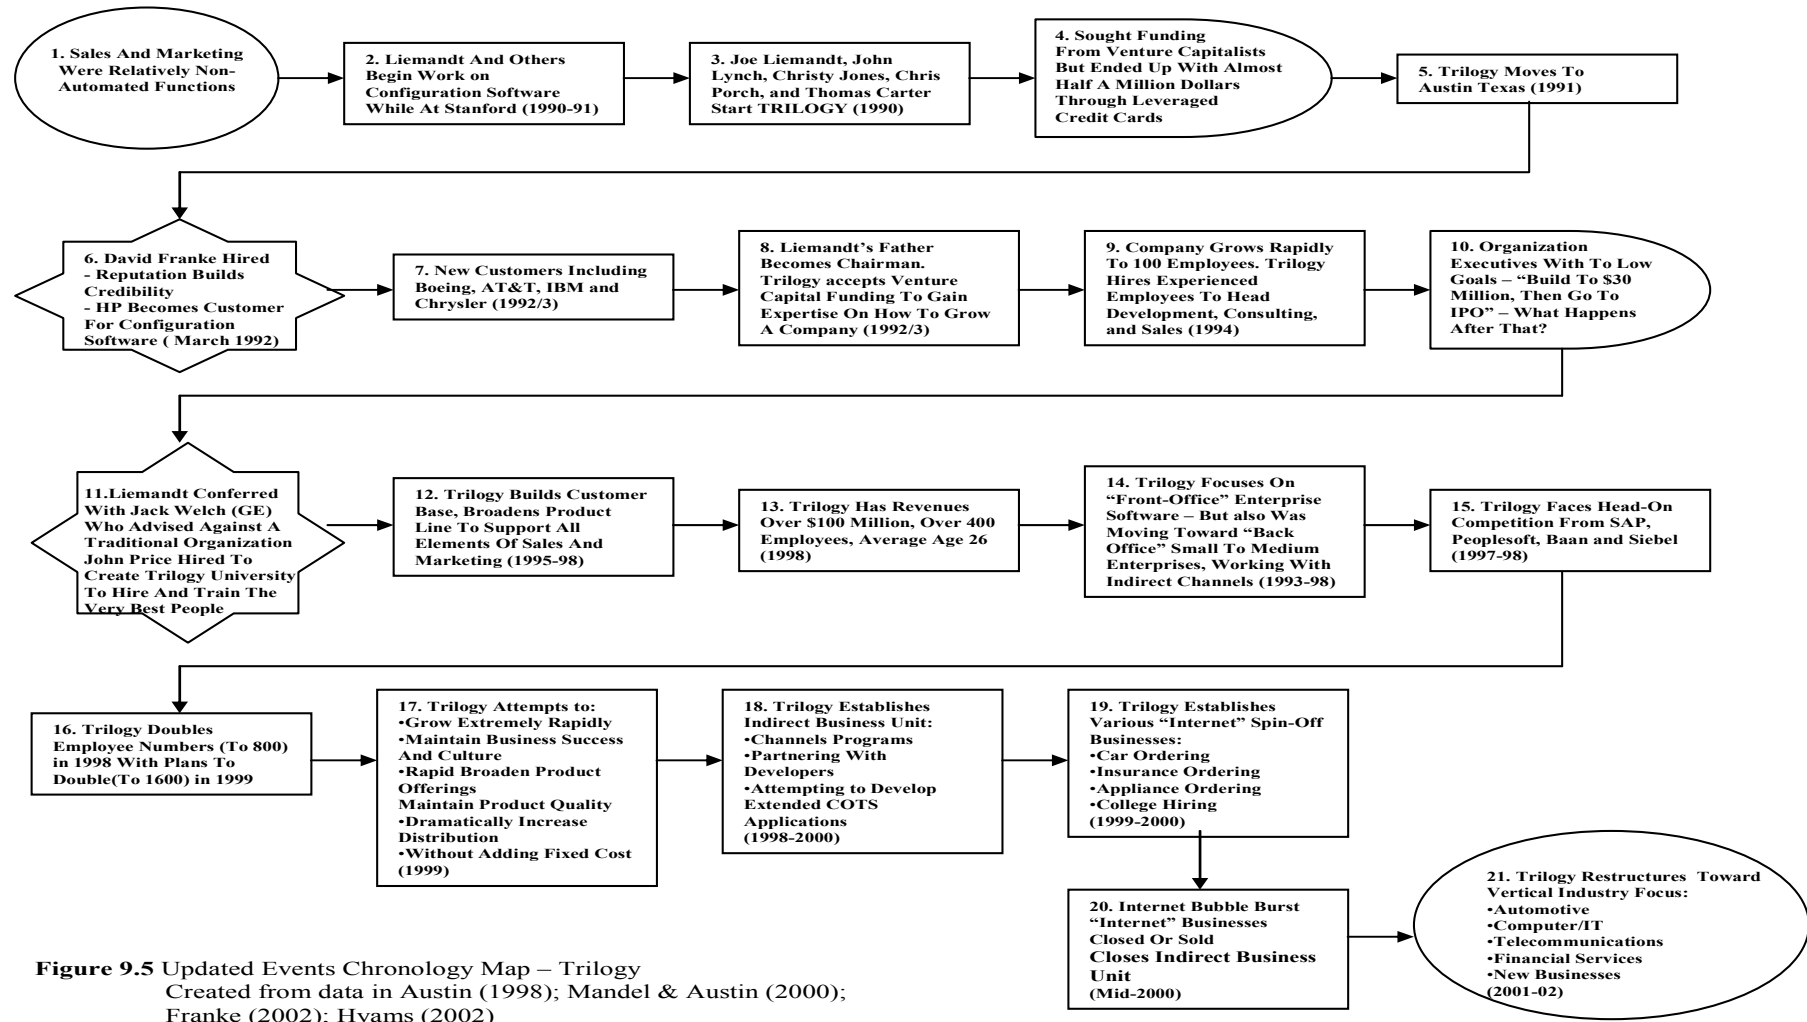 1. Sales And Marketing
Were Relatively Non-
Automated Functions
2. Liemandt And Others
Begin Work on
Configuration Software
While At Stanford (1990-91)
3. Joe Liemandt, John
Lynch, Christy Jones, Chris
Porch, and Thomas Carter
Start TRILOGY (1990)
4. Sought Funding
From Venture Capitalists
But Ended Up With Almost
Half A Million Dollars
Through Leveraged
Credit Cards
5. Trilogy Moves To
Austin Texas (1991)
6. David Franke Hired
- Reputation Builds
Credibility
- HP Becomes Customer
For Configuration
Software ( March 1992)
7. New Customers Including
Boeing, AT&T, IBM and
Chrysler (1992/3)
8. Liemandt’s Father
Becomes Chairman.
Trilogy accepts Venture
Capital Funding To Gain
Expertise On How To Grow
A Company (1992/3)
9. Company Grows Rapidly
To 100 Employees. Trilogy
Hires Experienced
Employees To Head
Development, Consulting,
and Sales (1994)
10. Organization
Executives With To Low
Goals – “Build To $30
Million, Then Go To
IPO” – What Happens
After That?
11.Liemandt Conferred
With Jack Welch (GE)
Who Advised Against A
Traditional Organization
John Price Hired To
Create Trilogy University
To Hire And Train The
Very Best People
12. Trilogy Builds Customer
Base, Broadens Product
Line To Support All
Elements Of Sales And
Marketing (1995-98)
13. Trilogy Has Revenues
Over $100 Million, Over 400
Employees, Average Age 26
(1998)
14. Trilogy Focuses On
“Front-Office” Enterprise
Software – But also Was
Moving Toward “Back
Office” Small To Medium
Enterprises, Working With
Indirect Channels (1993-98)
15. Trilogy Faces Head-On
Competition From SAP,
Peoplesoft, Baan and Siebel
(1997-98)
16. Trilogy Doubles
Employee Numbers (To 800)
in 1998 With Plans To
Double(To 1600) in 1999
17. Trilogy Attempts to:
•Grow Extremely Rapidly
•Maintain Business Success
And Culture
•Rapid Broaden Product
Offerings
Maintain Product Quality
•Dramatically Increase
Distribution
•Without Adding Fixed Cost
(1999)
18. Trilogy Establishes
Indirect Business Unit:
•Channels Programs
•Partnering With
Developers
•Attempting to Develop
Extended COTS
Applications
(1998-2000)
19. Trilogy Establishes
Various “Internet” Spin-Off
Businesses:
•Car Ordering
•Insurance Ordering
•Appliance Ordering
•College Hiring
(1999-2000)
20. Internet Bubble Burst
“Internet” Businesses
Closed Or Sold
Closes Indirect Business
Unit
(Mid-2000)
21. Trilogy Restructures Toward
Vertical Industry Focus:
•Automotive
•Computer/IT
•Telecommunications
•Financial Services
•New Businesses
(2001-02)
Figure 9.5 Updated Events Chronology Map – Trilogy
Created from data in Austin (1998); Mandel & Austin (2000);
Franke (2002); Hyams (2002)